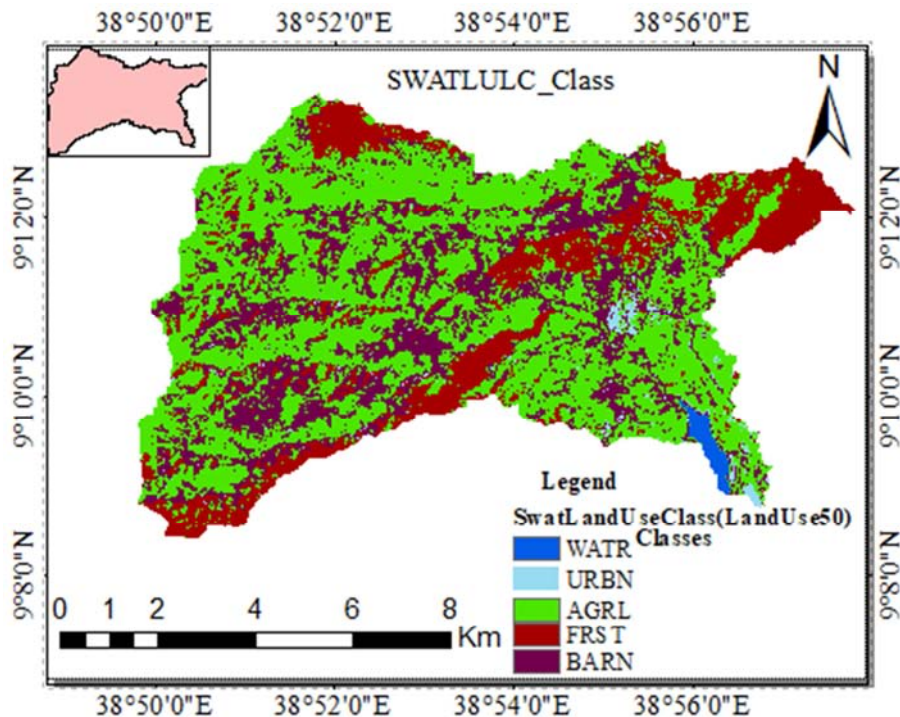 38°50'0"E 38°52'0"E 38°54'0"E 38°56'0"E
SWATLULC_Class
N
9°12'0"N 9°12'0"N
9°10'0"N 9°10'0"N
9°8'0"N 9°8'0"N
Legend
SwatLandUseClass(LandUse50)
Classes
WATR
URBN
AGRL
FRST
BARN
0 1 2 4 6 8
Km
38°50'0"E 38°52'0"E 38°54'0"E 38°56'0"E